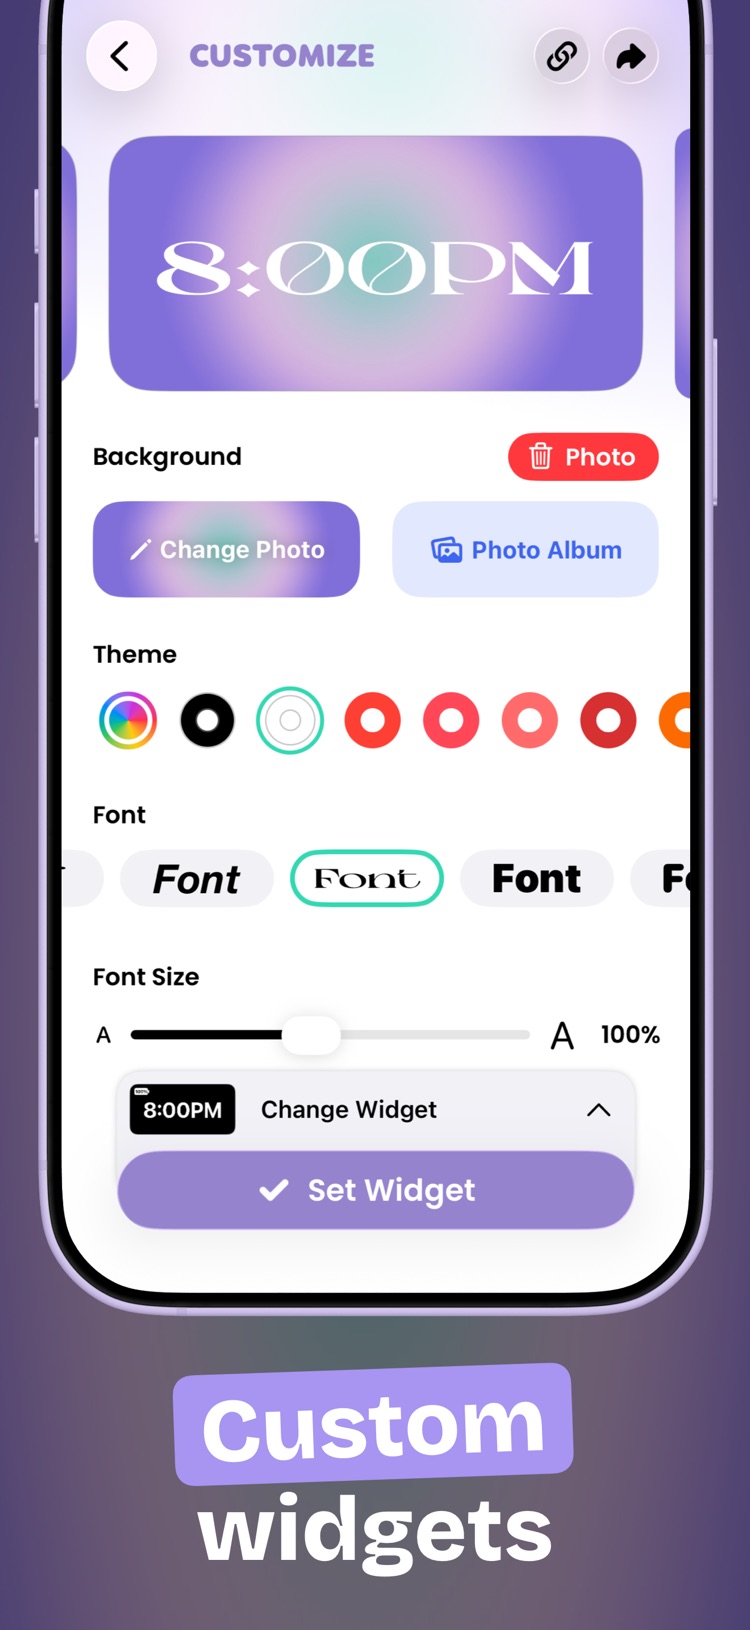 CUSTOMIZE
8:00PM
Background
Photo
Change Photo
Photo Album
Theme
Font
Font
Font
Font
Font Size
A
A
100%
8:00PM
Change Widget
Set Widget
Custom
widgets